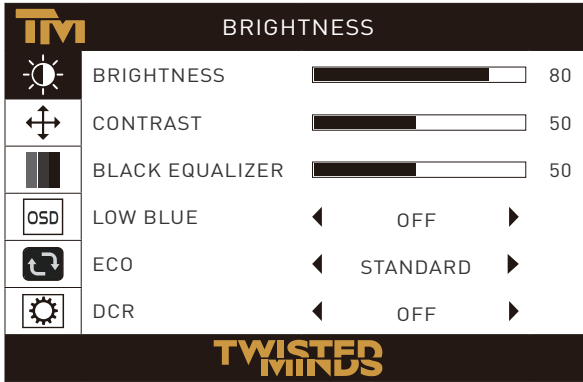 TM
BRIGHTNESS
BRIGHTNESS 80
CONTRAST 50
BLACK EQUALIZER 50
LOW BLUE OFF
OSD
ECO STANDARD
DCR OFF
TWISTED
MINDS